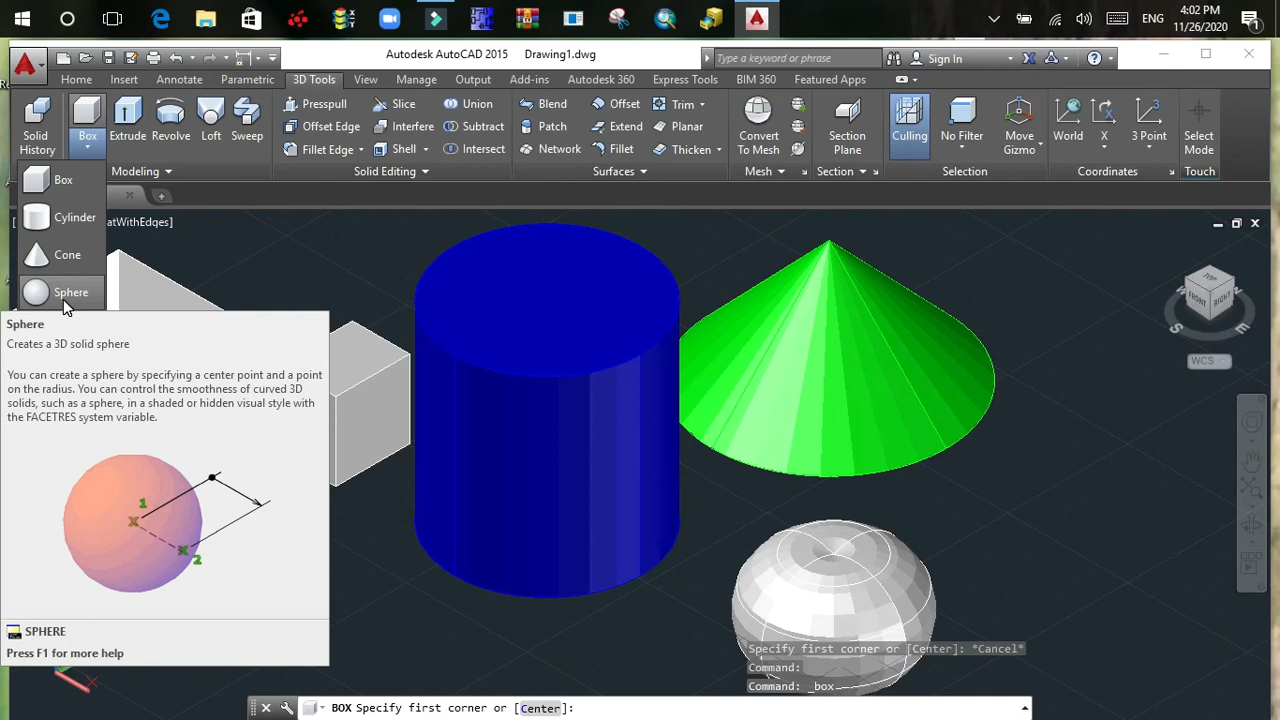 4:02 PM
ENG
11/26/2020
1
Autodesk AutoCAD 2015 Drawing1.dwg
Type a keyword or phrase
Sign In
Home Insert Annotate Parametric 3D Tools View Manage Output Add-ins Autodesk 360 Express Tools BIM 360 Featured Apps
Solid History
Box
Extrude
Revolve
Loft
Sweep
Presspull
Offset Edge
Fillet Edge
Slice
Interfere
Shell
Union
Subtract
Intersect
Blend
Patch
Network
Offset
Extend
Fillet
Trim
Planar
Thicken
Convert To Mesh
Section Plane
Culling
No Filter
Move Gizmo
World
X
3 Point
Select Mode
Modeling
Solid Editing
Surfaces
Mesh
Section
Coordinates
Touch
Box
Cylinder
Cone
Sphere
atWithEdges]
TOP
FRONT
RIGHT
S
E
WCS
Sphere
Creates a 3D solid sphere
You can create a sphere by specifying a center point and a point
on the radius. You can control the smoothness of curved 3D
solids, such as a sphere, in a shaded or hidden visual style with
the FACETRES system variable.
1
2
SPHERE
Press F1 for more help
Specify first corner or [Center]: *Cancel*
Command:
Command: _box
BOX Specify first corner or [Center]: